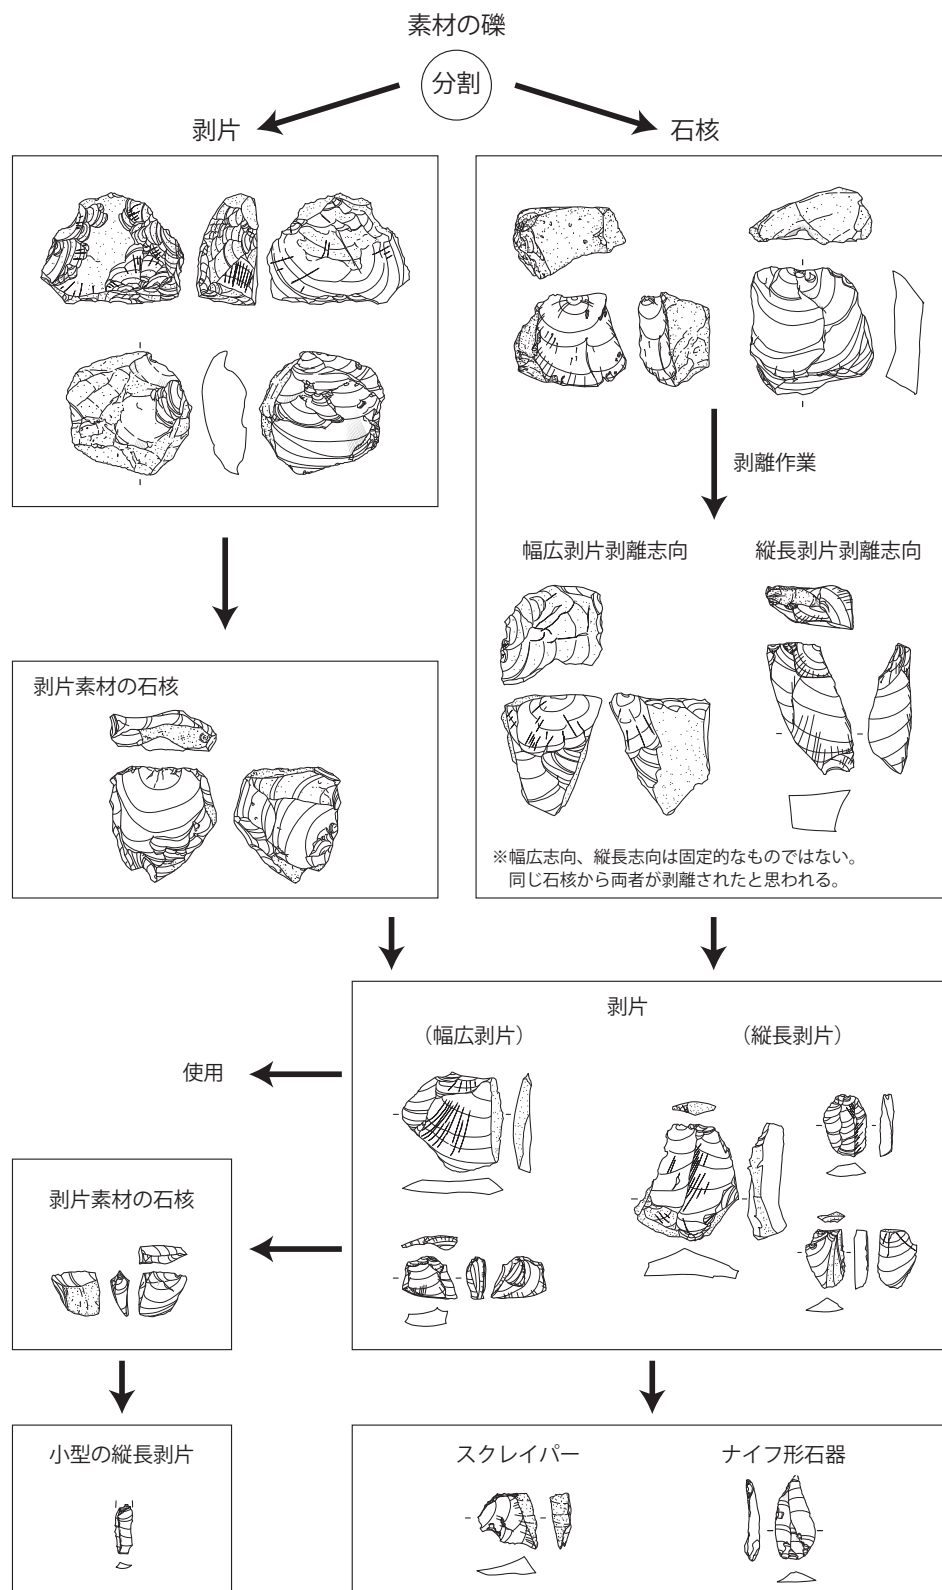 素材の礫
分割
剥片
石核
剥離作業
幅広剥片剥離志向
縦長剥片剥離志向
剥片素材の石核
※幅広志向、縦長志向は固定的なものではない。
同じ石核から両者が剥離されたと思われる。
剥片
（幅広剥片）
（縦長剥片）
使用
剥片素材の石核
小型の縦長剥片
スクレイパー
ナイフ形石器